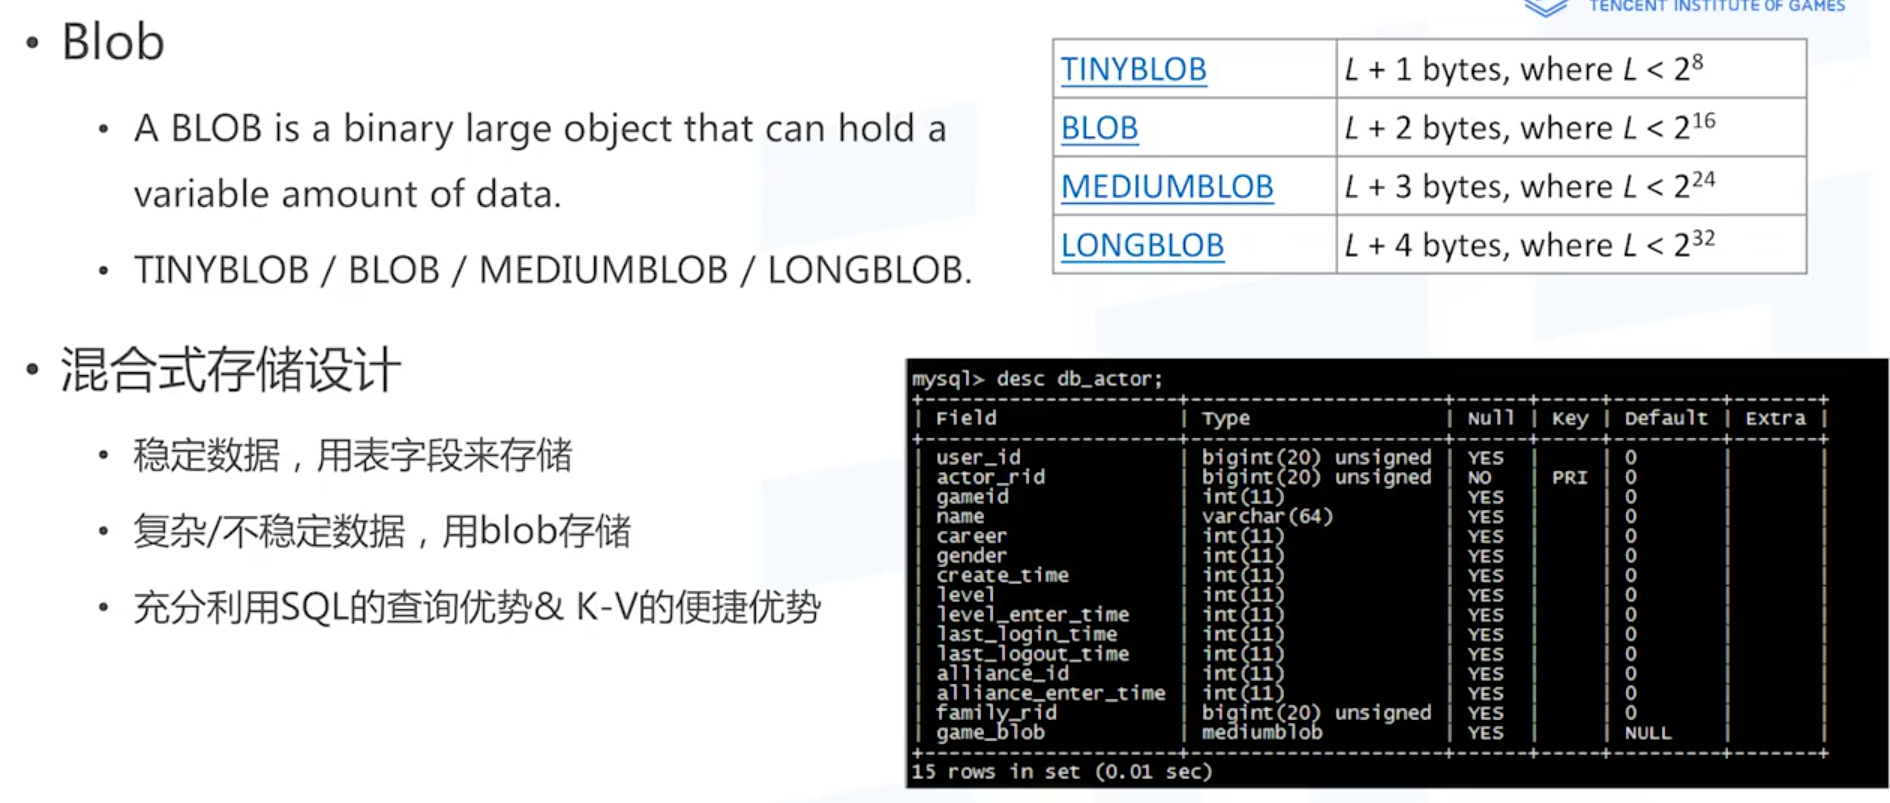 TENCENT INSTITUTE OF GAMES
• Blob
• A BLOB is a binary large object that can hold a
variable amount of data.
• TINYBLOB / BLOB / MEDIUMBLOB / LONGBLOB.
TINYBLOB L + 1 bytes, where L < 2⁸
BLOB L + 2 bytes, where L < 2¹⁶
MEDIUMBLOB L + 3 bytes, where L < 2²⁴
LONGBLOB L + 4 bytes, where L < 2³²
• 混合式存储设计
• 稳定数据，用表字段来存储
• 复杂/不稳定数据，用blob存储
• 充分利用SQL的查询优势& K-V的便捷优势
mysql> desc db_actor;
+---------------------+---------------------+------+-----+---------+-------+
| Field | Type | Null | Key | Default | Extra |
+---------------------+---------------------+------+-----+---------+-------+
| user_id | bigint(20) unsigned | YES | | 0 | |
| actor_rid | bigint(20) unsigned | NO | PRI | 0 | |
| gameid | int(11) | YES | | 0 | |
| name | varchar(64) | YES | | 0 | |
| career | int(11) | YES | | 0 | |
| gender | int(11) | YES | | 0 | |
| create_time | int(11) | YES | | 0 | |
| level | int(11) | YES | | 0 | |
| level_enter_time | int(11) | YES | | 0 | |
| last_login_time | int(11) | YES | | 0 | |
| last_logout_time | int(11) | YES | | 0 | |
| alliance_id | int(11) | YES | | 0 | |
| alliance_enter_time | int(11) | YES | | 0 | |
| family_rid | bigint(20) unsigned | YES | | 0 | |
| game_blob | mediumblob | YES | | NULL | |
+---------------------+---------------------+------+-----+---------+-------+
15 rows in set (0.01 sec)